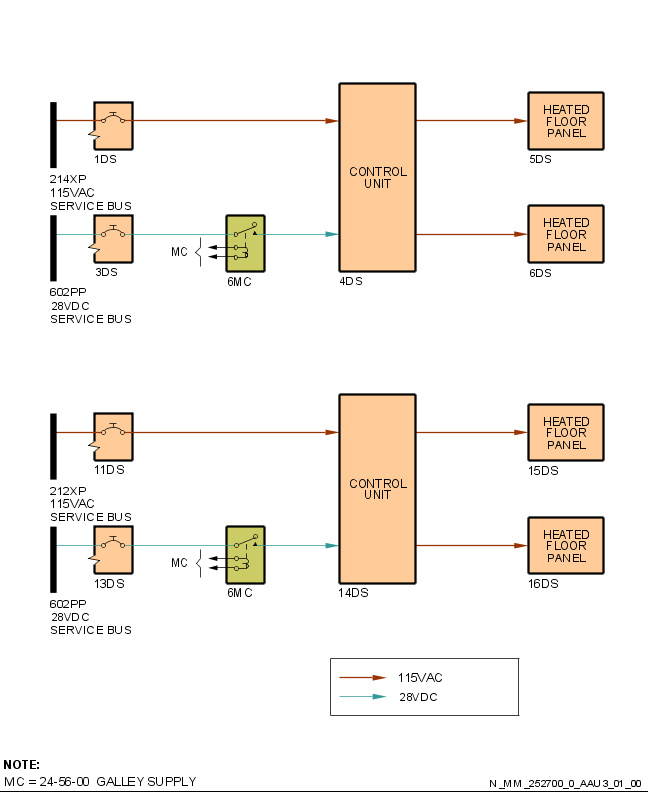 1DS
214XP
115VAC
SERVICE BUS
3DS
602PP
28VDC
SERVICE BUS
MC
6MC
CONTROL
UNIT
4DS
HEATED
FLOOR
PANEL
5DS
HEATED
FLOOR
PANEL
6DS
11DS
212XP
115VAC
SERVICE BUS
13DS
602PP
28VDC
SERVICE BUS
MC
6MC
CONTROL
UNIT
14DS
HEATED
FLOOR
PANEL
15DS
HEATED
FLOOR
PANEL
16DS
115VAC
28VDC
NOTE:
MC = 24-56-00 GALLEY SUPPLY
N_MM_252700_0_AAU3_01_00